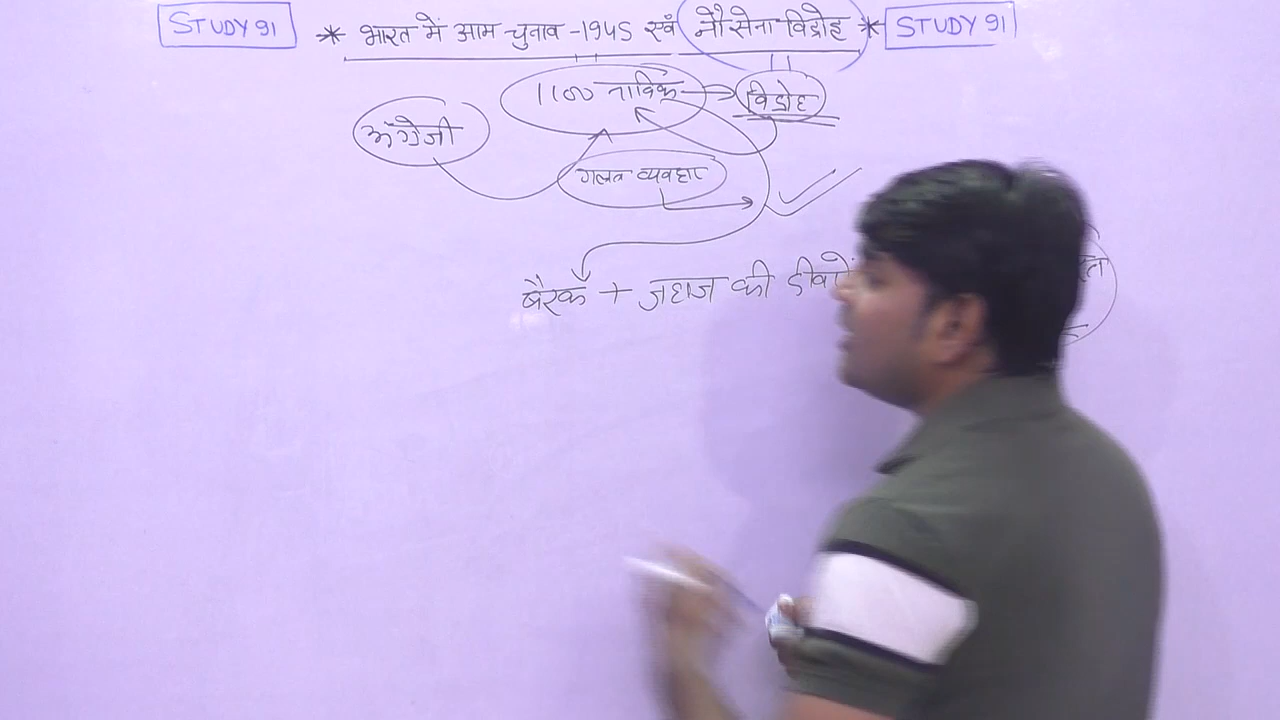 STUDY 91 * भारत में आम चुनाव -1945 एवं नौसेना विद्रोह * STUDY 91
1100 नाविक विद्रोह
अंग्रेजी
गलत व्यवहार
बैरक + जहाज की